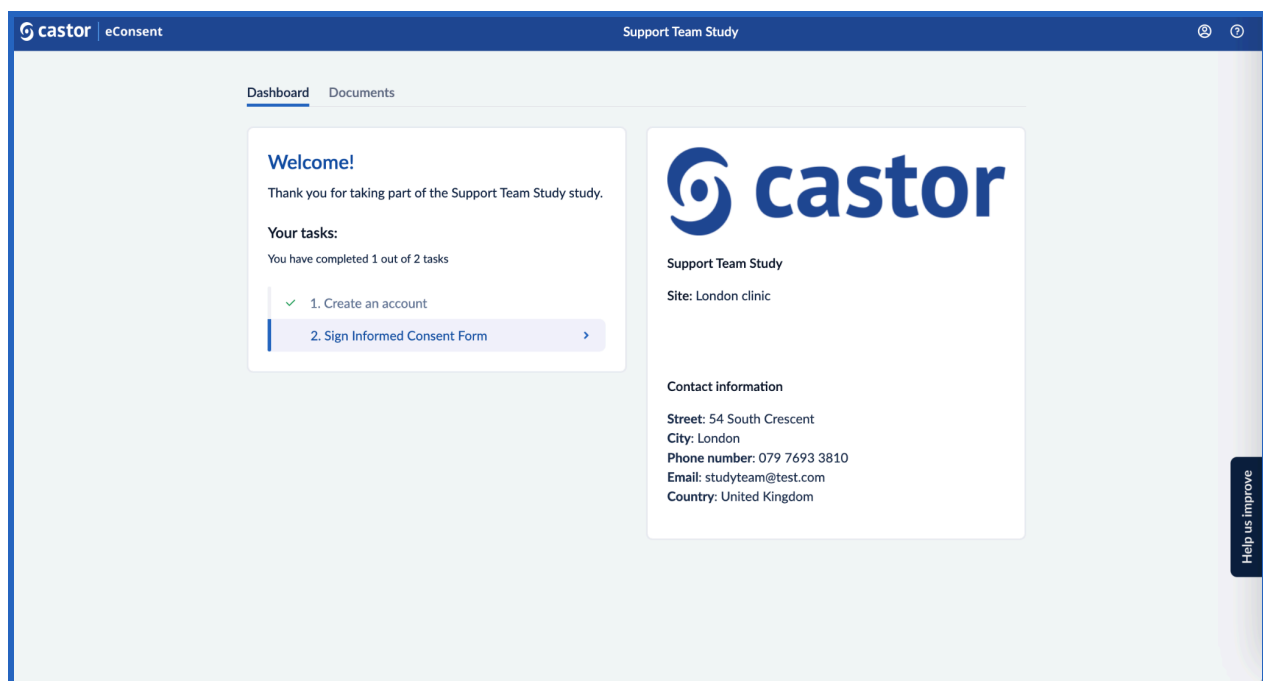 castor eConsent
Support Team Study
Dashboard Documents
Welcome!
Thank you for taking part of the Support Team Study study.
Your tasks:
You have completed 1 out of 2 tasks
1. Create an account
2. Sign Informed Consent Form
castor
Support Team Study
Site: London clinic
Contact information
Street: 54 South Crescent
City: London
Phone number: 079 7693 3810
Email: studyteam@test.com
Country: United Kingdom
Help us improve